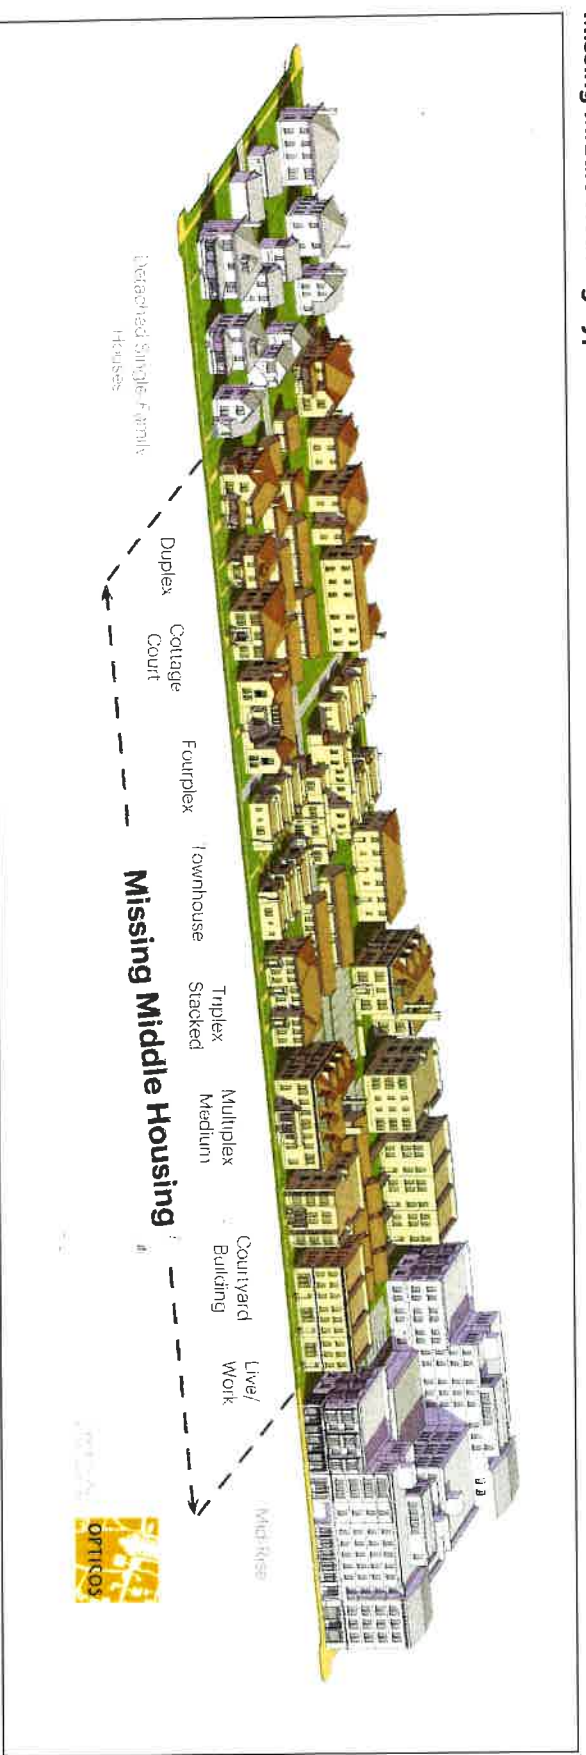 Detached Single-Family
Houses
Duplex
Cottage
Court
Fourplex
Townhouse
Triplex
Stacked
Multiplex
Medium
Courtyard
Building
Live/
Work
Mid-Rise
Missing Middle Housing
OPTICOS